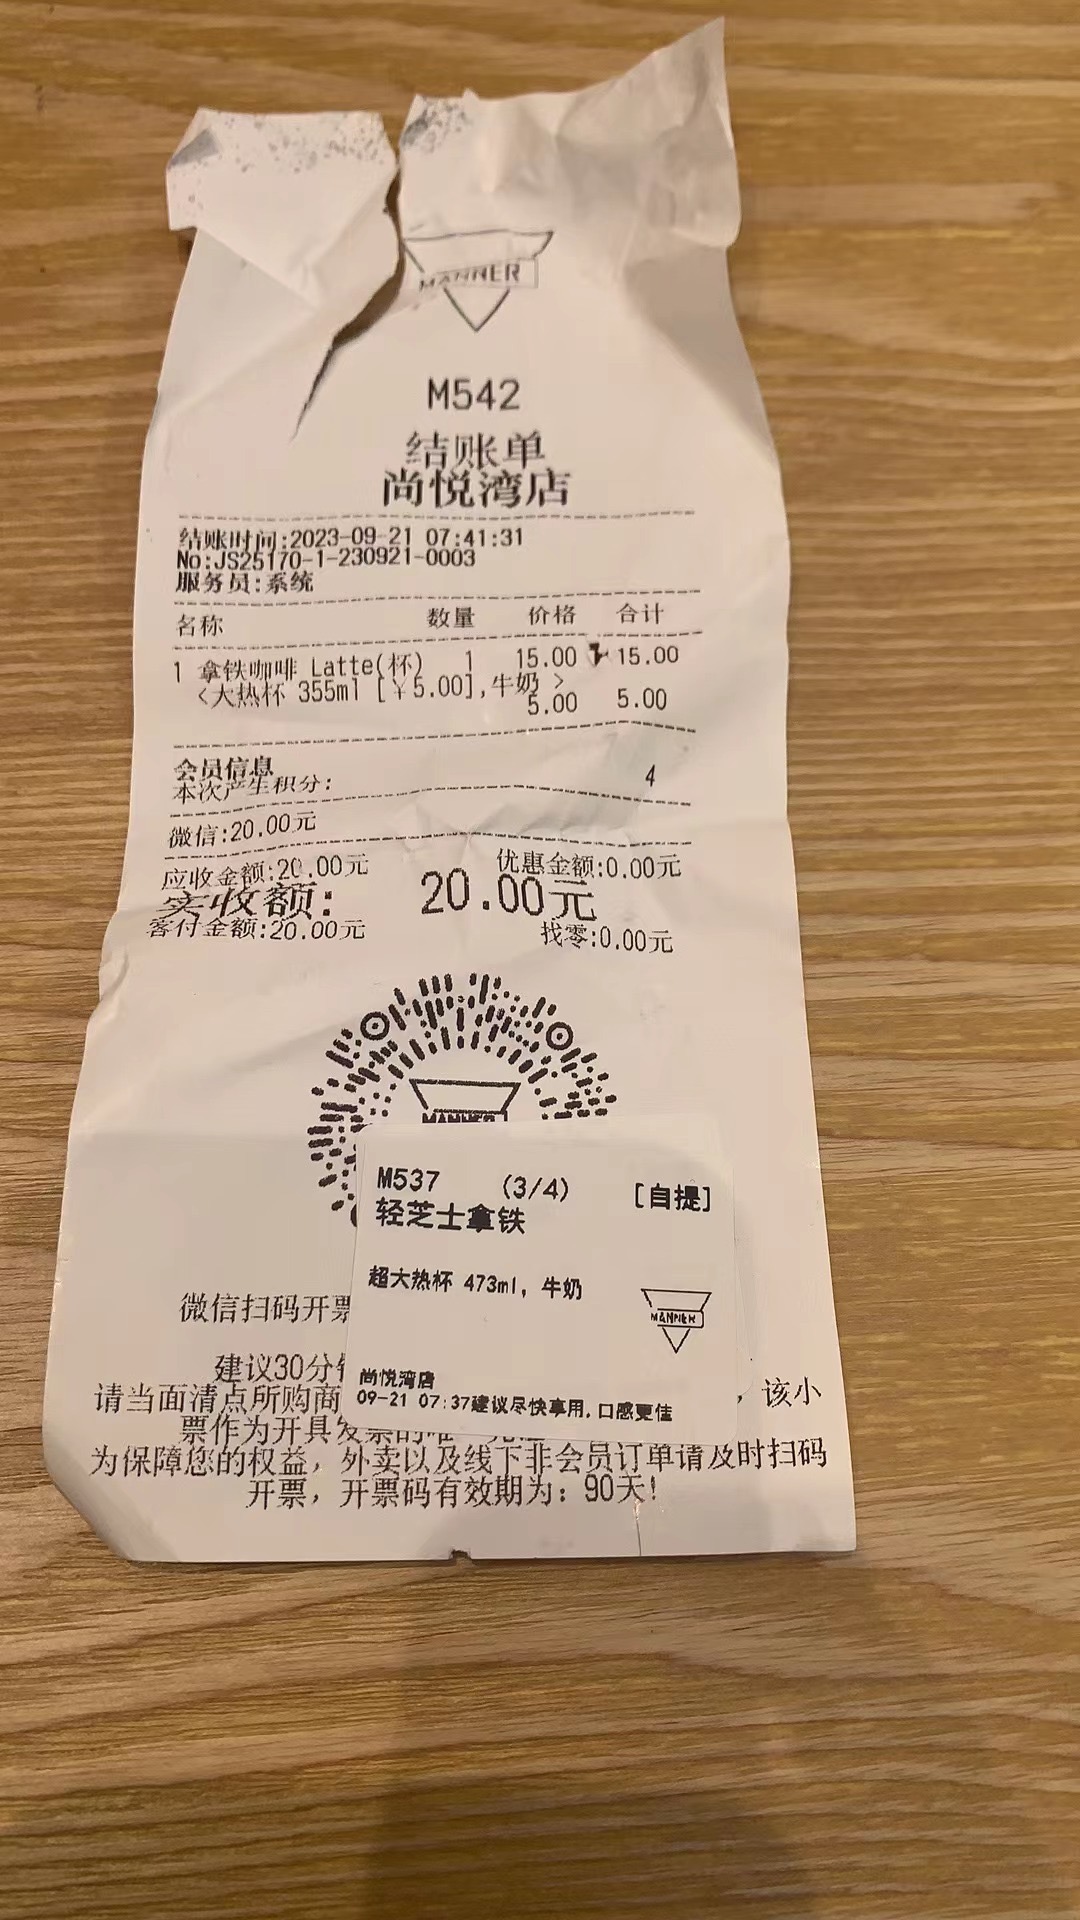 MANNER
M542
结账单
尚悦湾店
结账时间:2023-09-21 07:41:31
No:JS25170-1-230921-0003
服务员:系统
名称 数量 价格 合计
1 拿铁咖啡 Latte(杯) 1 15.00 15.00
<大热杯 355ml [¥5.00],牛奶 >
5.00 5.00
会员信息
本次产生积分: 4
微信:20.00元
应收金额:20.00元 优惠金额:0.00元
实收额: 20.00元
客付金额:20.00元 找零:0.00元
MANNER
微信扫码开票
建议30分
请当面清点所购商 ，该小
票作为开具发票的
为保障您的权益，外卖以及线下非会员订单请及时扫码
开票，开票码有效期为：90天!
M537 (3/4) [自提]
轻芝士拿铁
超大热杯 473ml, 牛奶
MANNER
尚悦湾店
09-21 07:37建议尽快享用,口感更佳